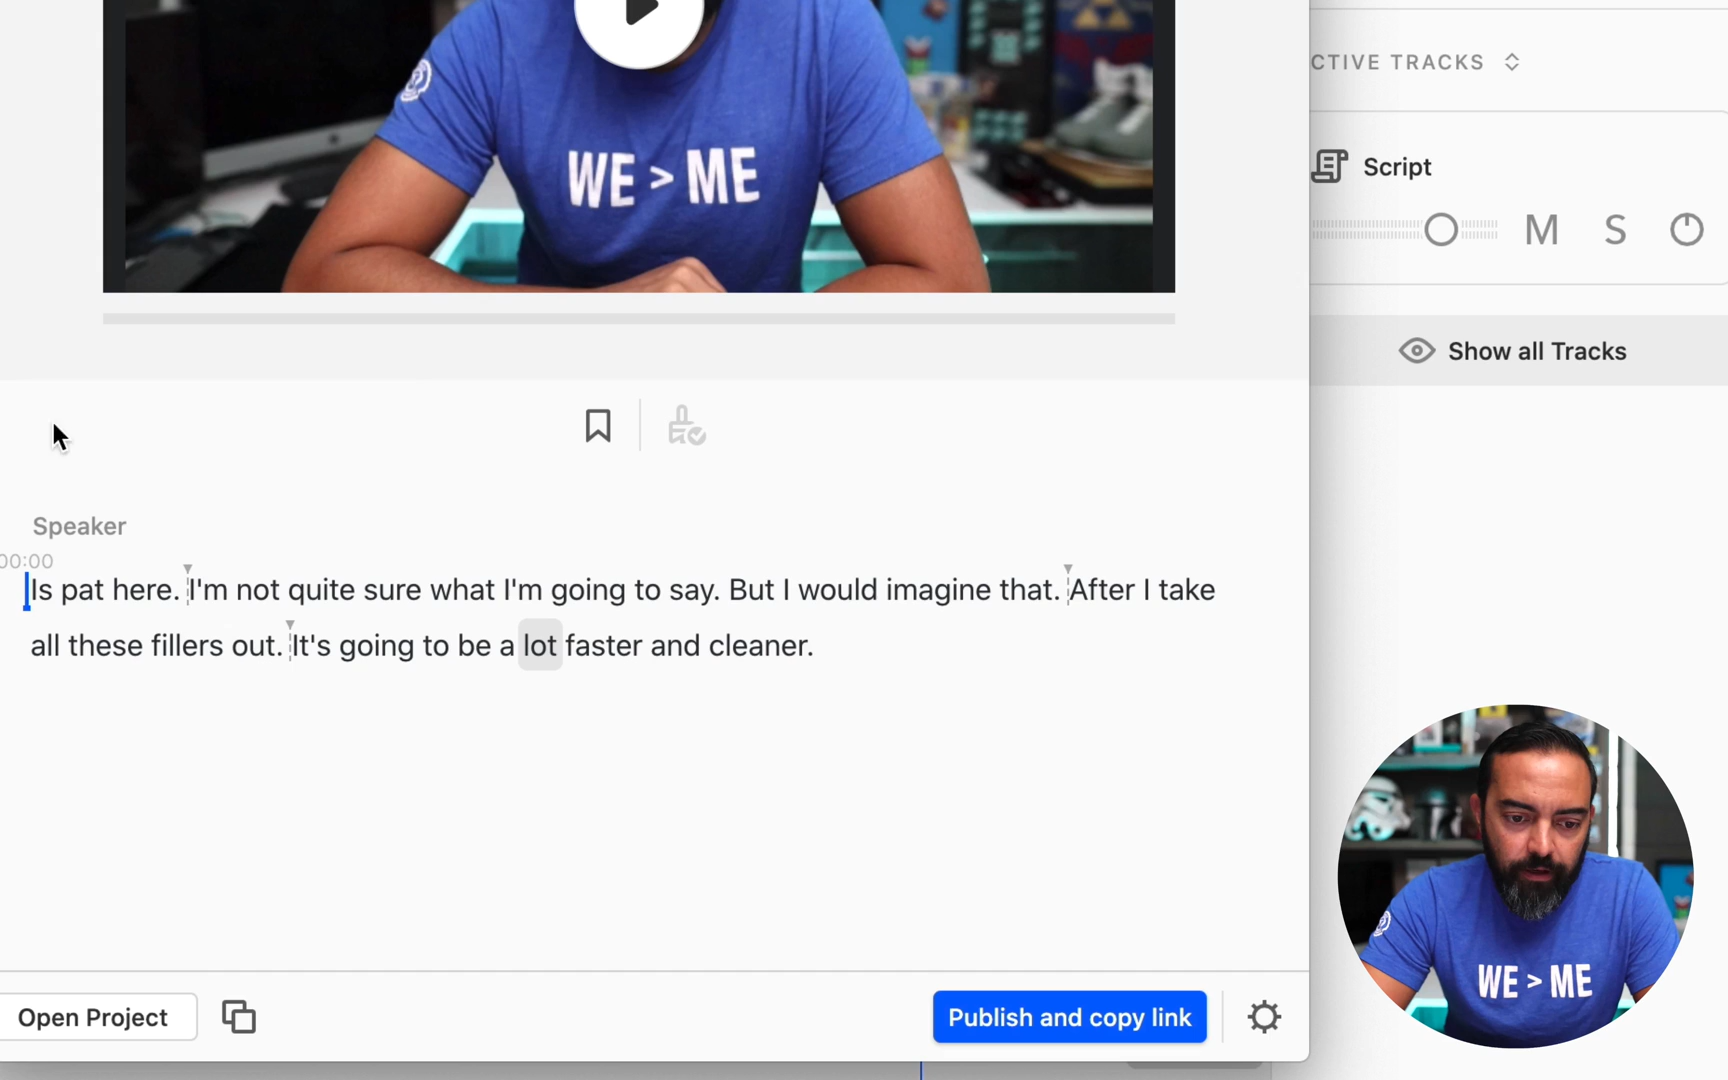 WE > ME
CTIVE TRACKS
Script
M S
Show all Tracks
Speaker
00:00
Is pat here. I'm not quite sure what I'm going to say. But I would imagine that. After I take
all these fillers out. It's going to be a lot faster and cleaner.
WE > ME
Open Project
Publish and copy link